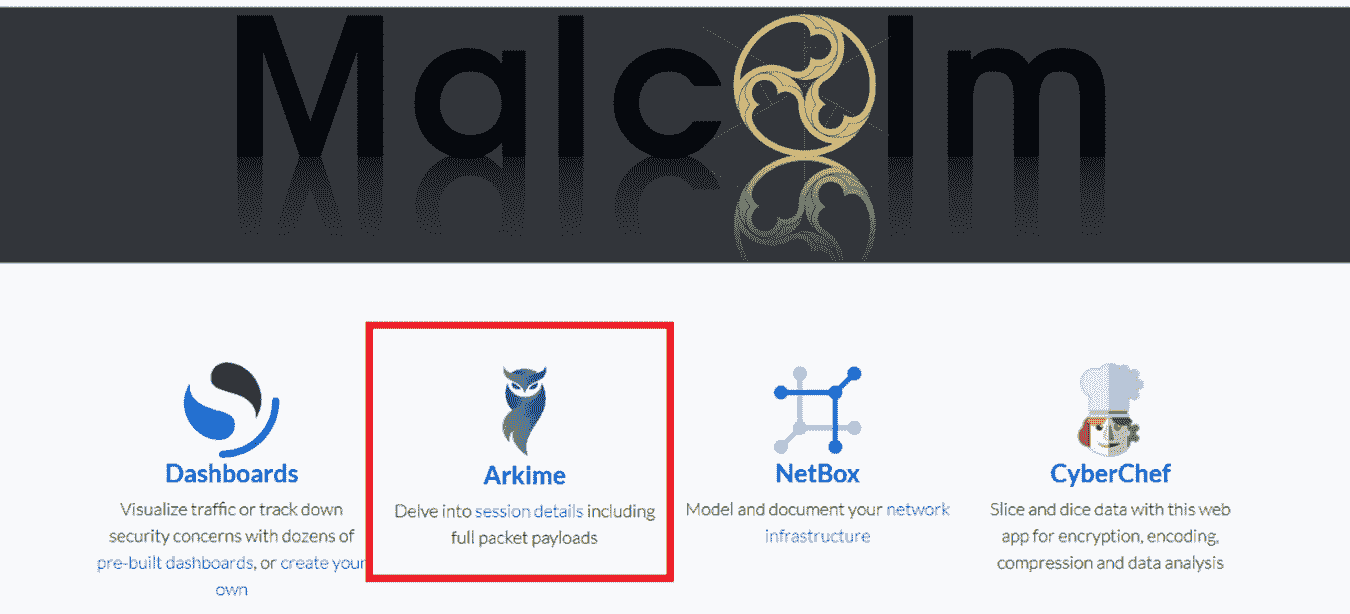 Malcolm
Dashboards
Visualize traffic or track down
security concerns with dozens of
pre-built dashboards, or create your
own
Arkime
Delve into session details including
full packet payloads
NetBox
Model and document your network
infrastructure
CyberChef
Slice and dice data with this web
app for encryption, encoding,
compression and data analysis